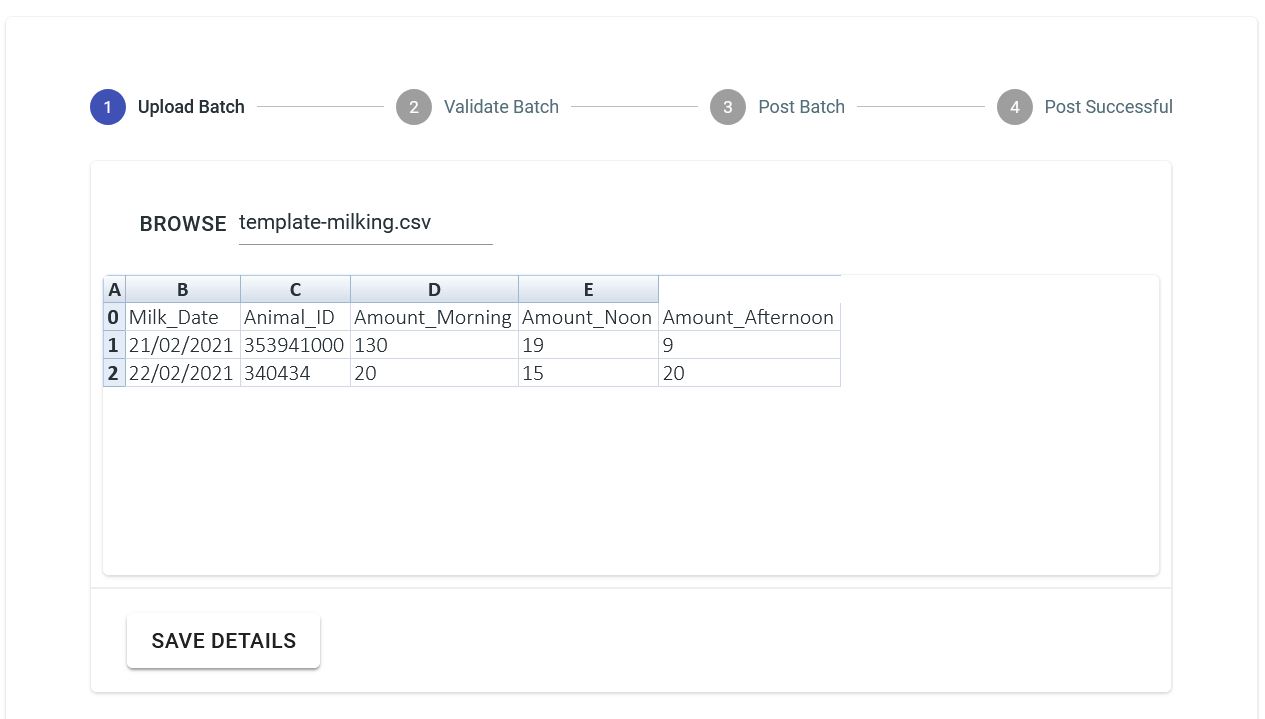 1 Upload Batch 2 Validate Batch 3 Post Batch 4 Post Successful
BROWSE template-milking.csv
A B C D E
0 Milk_Date Animal_ID Amount_Morning Amount_Noon Amount_Afternoon
1 21/02/2021 353941000 130 19 9
2 22/02/2021 340434 20 15 20
SAVE DETAILS